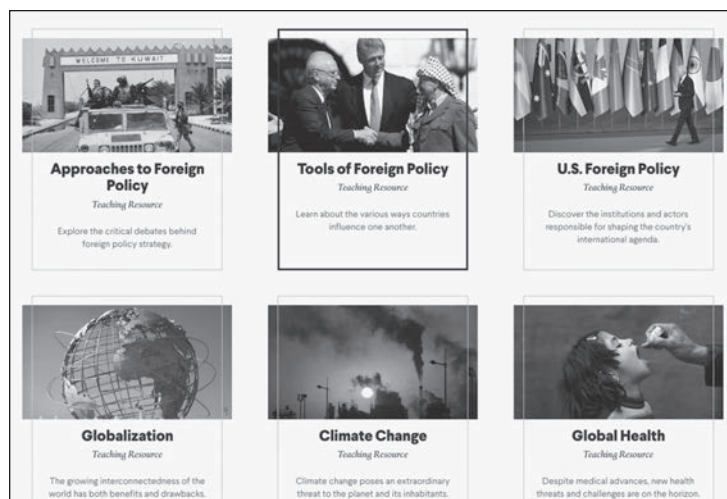 WELCOME TO KUWAIT
Approaches to Foreign
Policy
Teaching Resource
Explore the critical debates behind
foreign policy strategy.
Tools of Foreign Policy
Teaching Resource
Learn about the various ways countries
influence one another.
U.S. Foreign Policy
Teaching Resource
Discover the institutions and actors
responsible for shaping the country's
international agenda.
Globalization
Teaching Resource
The growing interconnectedness of the
world has both benefits and drawbacks.
Climate Change
Teaching Resource
Climate change poses an extraordinary
threat to the planet and its inhabitants.
Global Health
Teaching Resource
Despite medical advances, new health
threats and challenges are on the horizon.